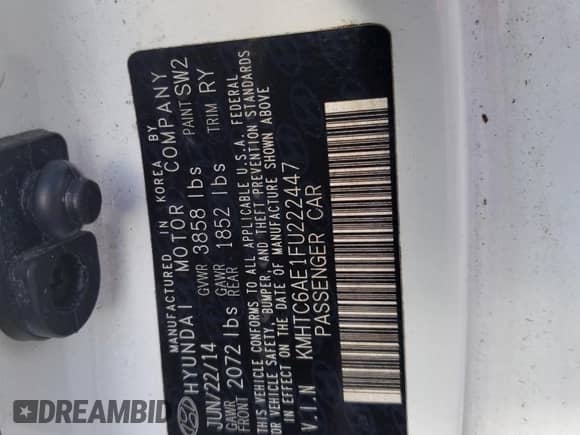 MANUFACTURED IN KOREA BY
HYUNDAI MOTOR COMPANY
JUN/22/14 GVWR 3858 lbs PAINT SW2
GAWR FRONT 2072 lbs GAWR REAR 1852 lbs TRIM RY
THIS VEHICLE CONFORMS TO ALL APPLICABLE U.S.A. FEDERAL
MOTOR VEHICLE SAFETY, BUMPER, AND THEFT PREVENTION STANDARDS
IN EFFECT ON THE DATE OF MANUFACTURE SHOWN ABOVE
V.I.N KMHTC6AE1FU222447
PASSENGER CAR
DREAMBID